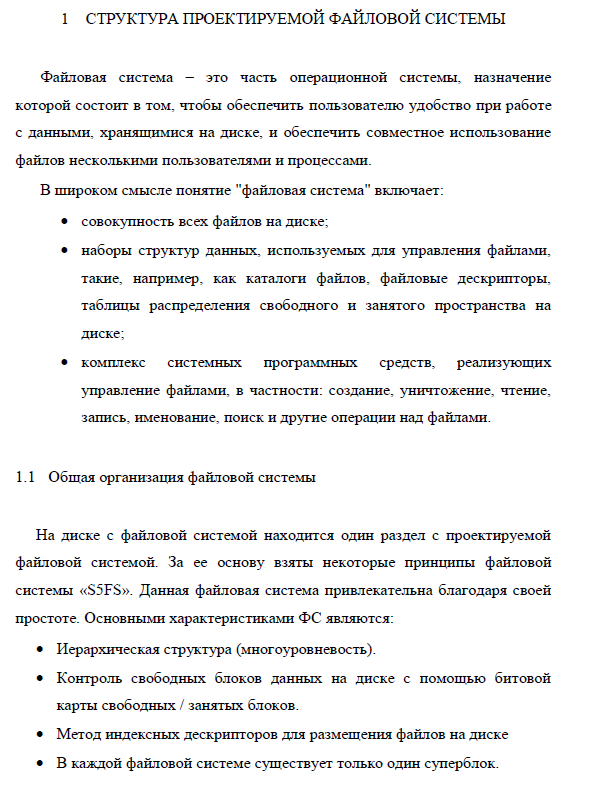 1 СТРУКТУРА ПРОЕКТИРУЕМОЙ ФАЙЛОВОЙ СИСТЕМЫ
Файловая система – это часть операционной системы, назначение
которой состоит в том, чтобы обеспечить пользователю удобство при работе
с данными, хранящимися на диске, и обеспечить совместное использование
файлов несколькими пользователями и процессами.
В широком смысле понятие "файловая система" включает:
• совокупность всех файлов на диске;
• наборы структур данных, используемых для управления файлами,
такие, например, как каталоги файлов, файловые дескрипторы,
таблицы распределения свободного и занятого пространства на
диске;
• комплекс системных программных средств, реализующих
управление файлами, в частности: создание, уничтожение, чтение,
запись, именование, поиск и другие операции над файлами.
1.1 Общая организация файловой системы
На диске с файловой системой находится один раздел с проектируемой
файловой системой. За ее основу взяты некоторые принципы файловой
системы «S5FS». Данная файловая система привлекательна благодаря своей
простоте. Основными характеристиками ФС являются:
• Иерархическая структура (многоуровневость).
• Контроль свободных блоков данных на диске с помощью битовой
карты свободных / занятых блоков.
• Метод индексных дескрипторов для размещения файлов на диске
• В каждой файловой системе существует только один суперблок.